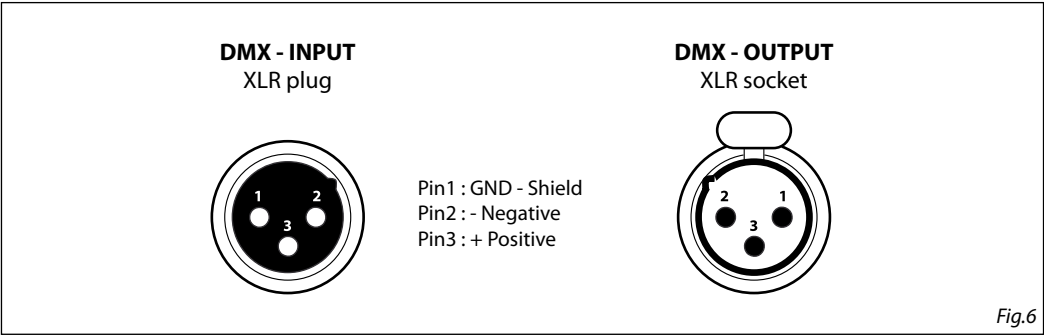 DMX - INPUT
XLR plug
DMX - OUTPUT
XLR socket
1 2
3
Pin1 : GND - Shield
Pin2 : - Negative
Pin3 : + Positive
2 1
3
Fig.6